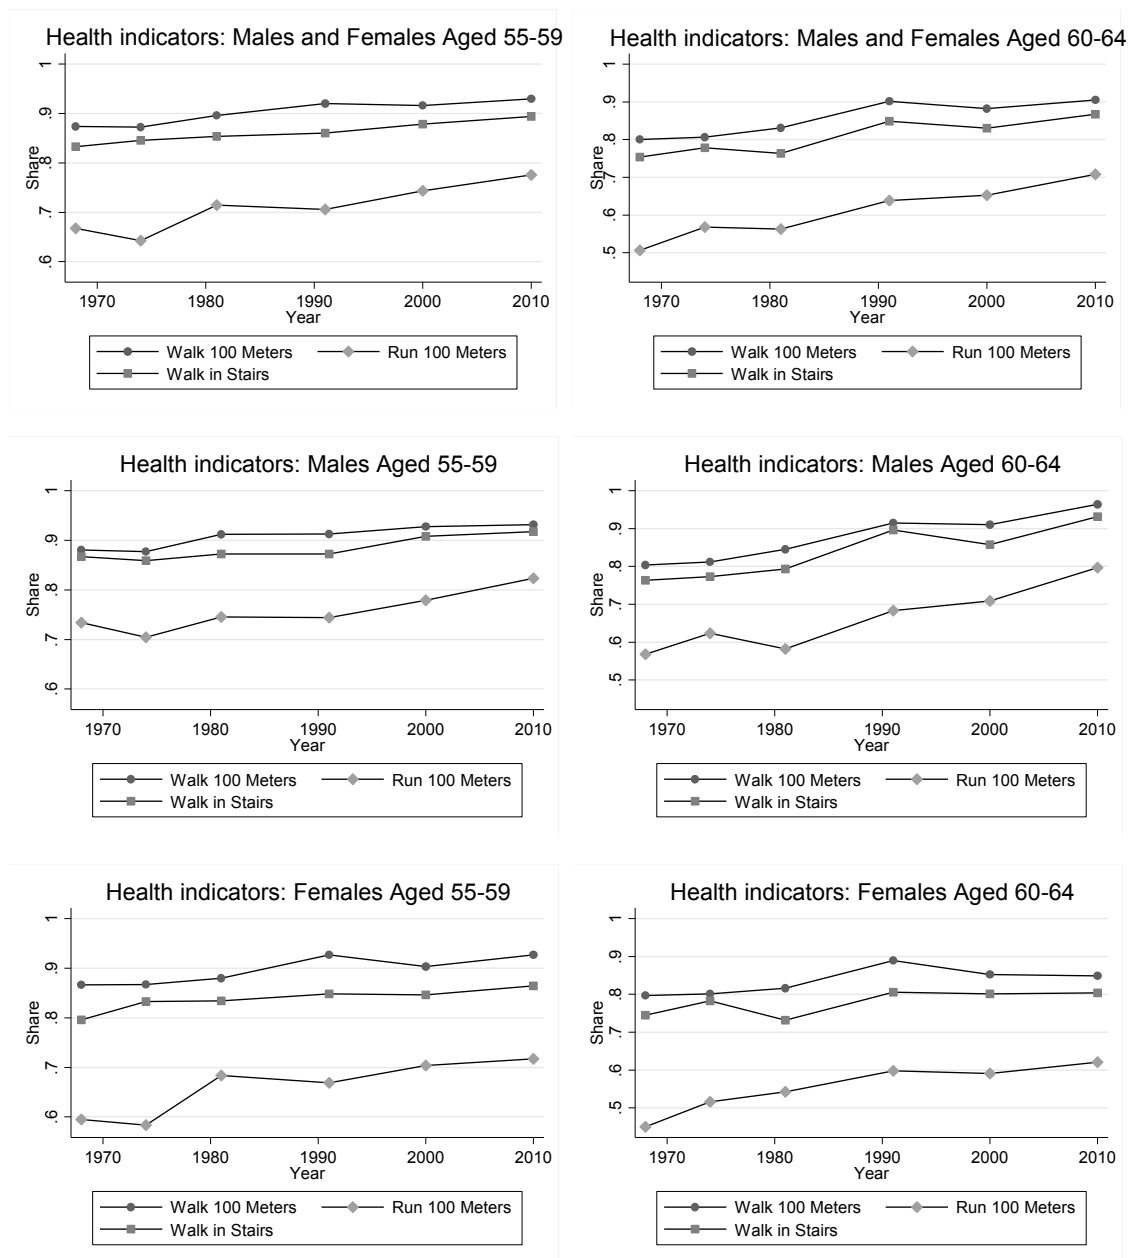 Health indicators: Males and Females Aged 55-59
1
.9
.8
.7
.6
Share
1970 1980 1990 2000 2010
Year
Walk 100 Meters Run 100 Meters
Walk in Stairs
Health indicators: Males and Females Aged 60-64
1
.9
.8
.7
.6
.5
Share
1970 1980 1990 2000 2010
Year
Walk 100 Meters Run 100 Meters
Walk in Stairs
Health indicators: Males Aged 55-59
1
.9
.8
.7
.6
Share
1970 1980 1990 2000 2010
Year
Walk 100 Meters Run 100 Meters
Walk in Stairs
Health indicators: Males Aged 60-64
1
.9
.8
.7
.6
.5
Share
1970 1980 1990 2000 2010
Year
Walk 100 Meters Run 100 Meters
Walk in Stairs
Health indicators: Females Aged 55-59
1
.9
.8
.7
.6
Share
1970 1980 1990 2000 2010
Year
Walk 100 Meters Run 100 Meters
Walk in Stairs
Health indicators: Females Aged 60-64
1
.9
.8
.7
.6
.5
Share
1970 1980 1990 2000 2010
Year
Walk 100 Meters Run 100 Meters
Walk in Stairs